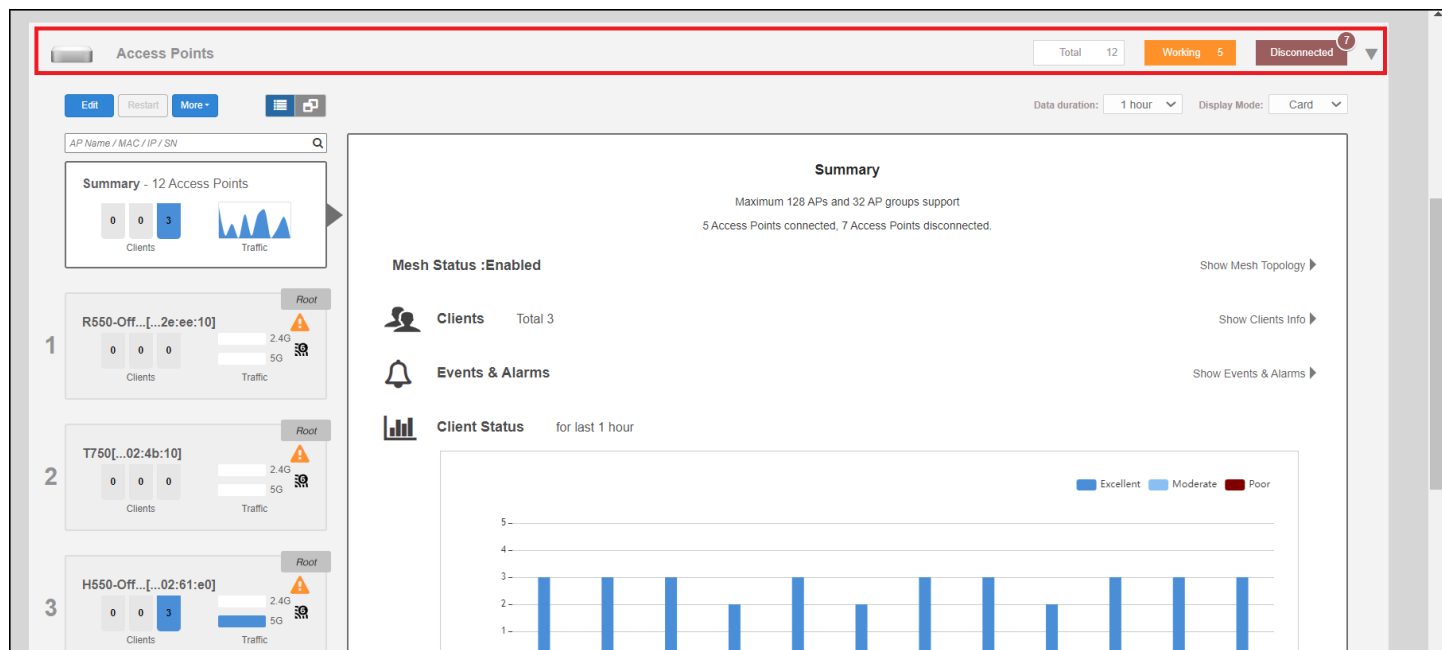 Access Points Total 12 Working 5 Disconnected 7
Edit Restart More Data duration: 1 hour Display Mode: Card
AP Name / MAC / IP / SN
Summary - 12 Access Points
0 0 3
Clients Traffic
Root
1 R550-Off...[...2e:ee:10]
2.4G
0 0 0
5G
6
Clients Traffic
Root
2 T750[...02:4b:10]
2.4G
0 0 0
5G
6
Clients Traffic
Root
3 H550-Off...[...02:61:e0]
2.4G
0 0 3
5G
6
Clients Traffic
Summary
Maximum 128 APs and 32 AP groups support
5 Access Points connected, 7 Access Points disconnected.
Mesh Status :Enabled Show Mesh Topology
Clients Total 3 Show Clients Info
Events & Alarms Show Events & Alarms
Client Status for last 1 hour
Excellent Moderate Poor
5
4
3
2
1